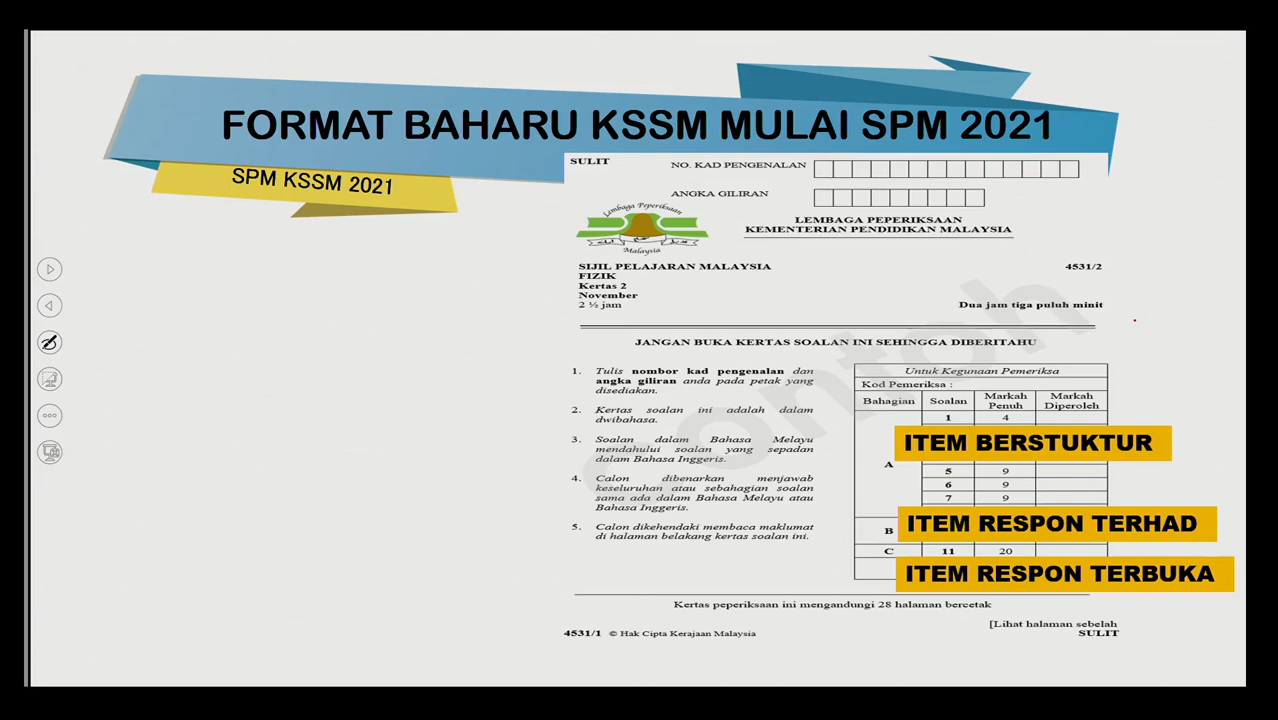 FORMAT BAHARU KSSM MULAI SPM 2021
SPM KSSM 2021
SULIT
NO. KAD PENGENALAN
ANGKA GILIRAN
Lembaga Peperiksaan
Malaysia
LEMBAGA PEPERIKSAAN
KEMENTERIAN PENDIDIKAN MALAYSIA
SIJIL PELAJARAN MALAYSIA 4531/2
FIZIK
Kertas 2
November
2 ½ jam Dua jam tiga puluh minit
contoh
JANGAN BUKA KERTAS SOALAN INI SEHINGGA DIBERITAHU
1. Tulis nombor kad pengenalan dan
angka giliran anda pada petak yang
disediakan.
2. Kertas soalan ini adalah dalam
dwibahasa.
3. Soalan dalam Bahasa Melayu
mendahului soalan yang sepadan
dalam Bahasa Inggeris.
4. Calon dibenarkan menjawab
keseluruhan atau sebahagian soalan
sama ada dalam Bahasa Melayu atau
Bahasa Inggeris.
5. Calon dikehendaki membaca maklumat
di halaman belakang kertas soalan ini.
Untuk Kegunaan Pemeriksa
Kod Pemeriksa :
Bahagian Soalan Markah Penuh Markah Diperoleh
1 4
ITEM BERSTUKTUR
A
5 9
6 9
7 9
B
ITEM RESPON TERHAD
C 11 20
ITEM RESPON TERBUKA
Kertas peperiksaan ini mengandungi 28 halaman bercetak
[Lihat halaman sebelah
4531/1 © Hak Cipta Kerajaan Malaysia SULIT